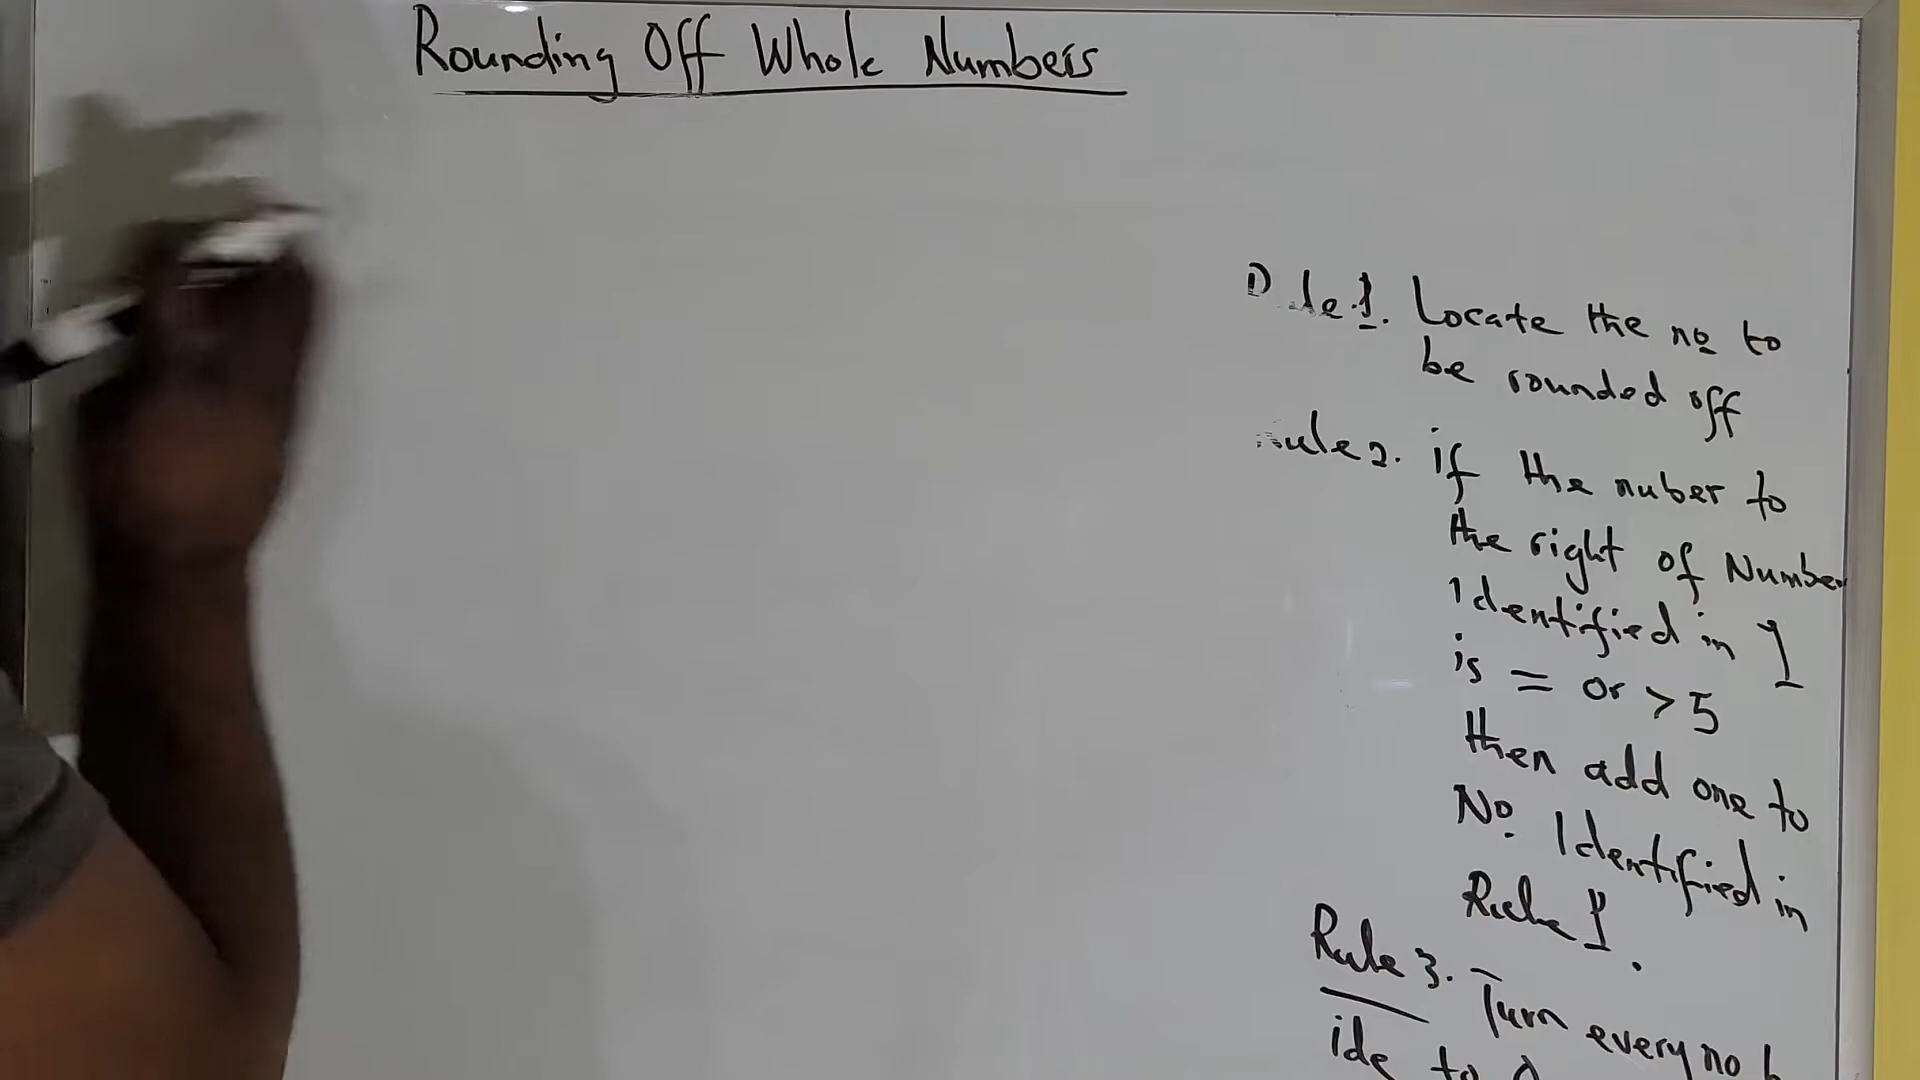 Rounding Off Whole Numbers
1. Locate the no to
be rounded off
Rule 2. if the nuber to
the right of Number
Identified in 1
is = or > 5
then add one to
No. Identified in
Rule 1.
Rule 3. Turn every no
ide to